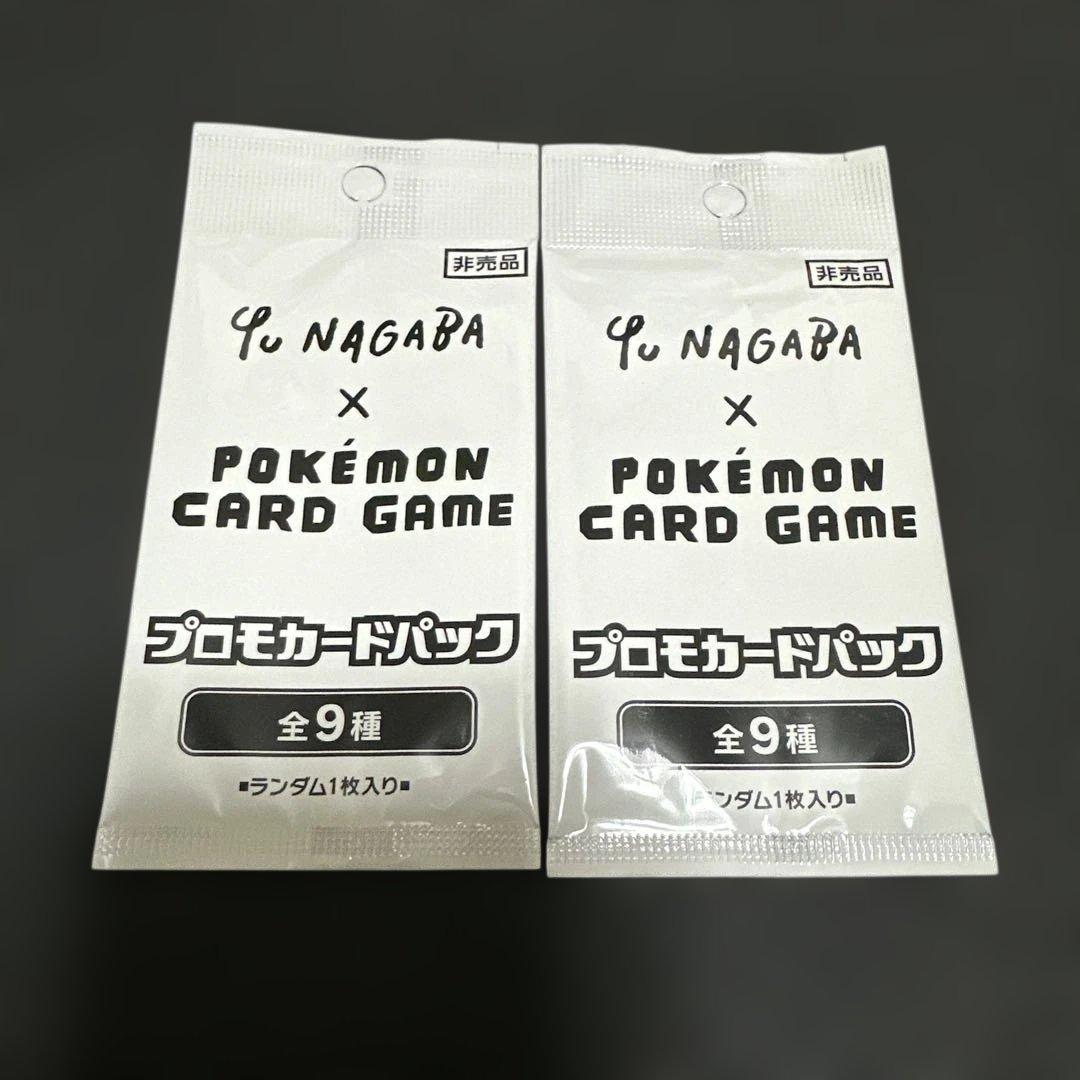 非売品
Yu NAGABA
×
POKÉMON
CARD GAME
プロモカードパック
全9種
■ランダム1枚入り■
非売品
Yu NAGABA
×
POKÉMON
CARD GAME
プロモカードパック
全9種
ンダム1枚入り■